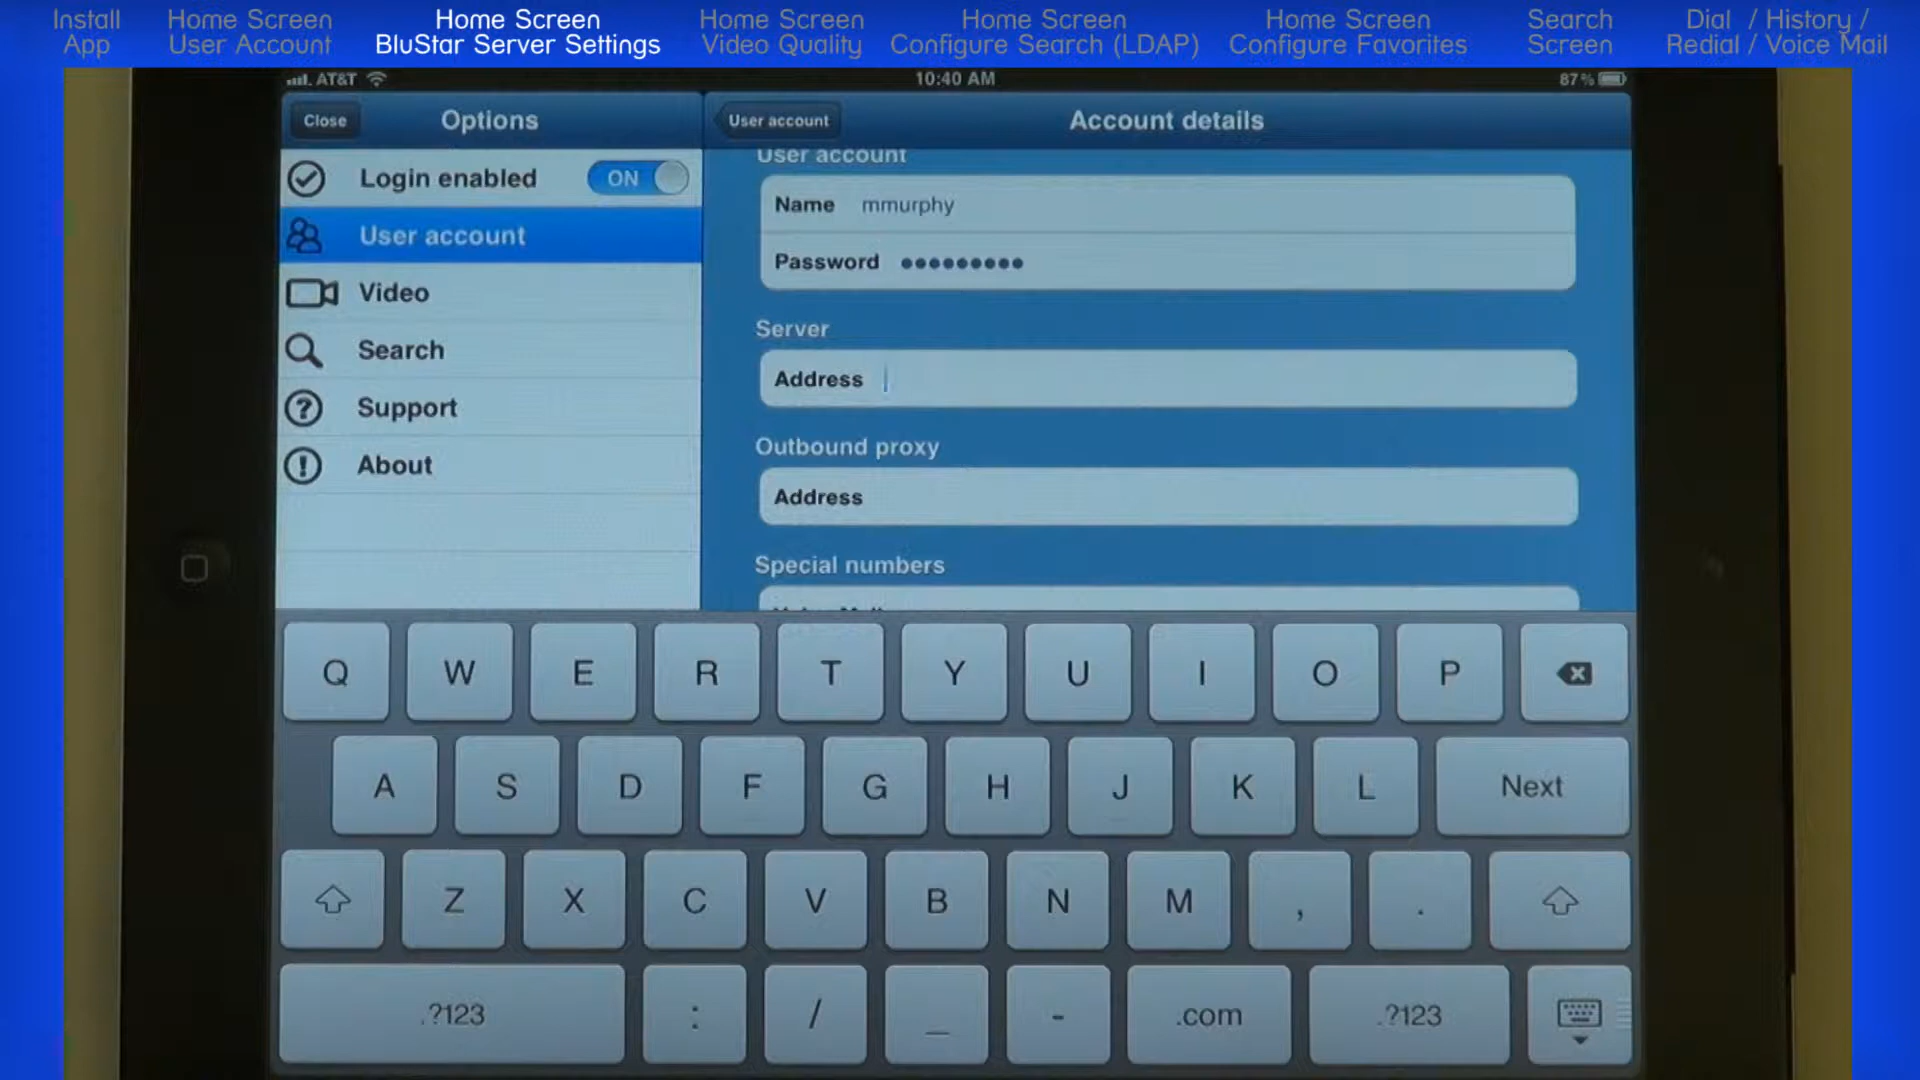 Install
App
Home Screen
User Account
Home Screen
BluStar Server Settings
Home Screen
Video Quality
Home Screen
Configure Search (LDAP)
Home Screen
Configure Favorites
Search
Screen
Dial / History /
Redial / Voice Mail
AT&T 10:40 AM 87%
Close Options User account Account details
Login enabled ON
User account
Video
Search
Support
About
User account
Name mmurphy
Password •••••••••
Server
Address
Outbound proxy
Address
Special numbers
Q W E R T Y U I O P
A S D F G H J K L Next
Z X C V B N M , .
.?123 : / _ - .com .?123